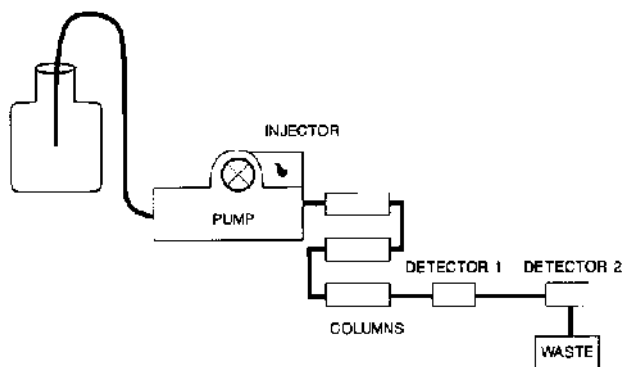 INJECTOR
PUMP
DETECTOR 1
DETECTOR 2
COLUMNS
WASTE